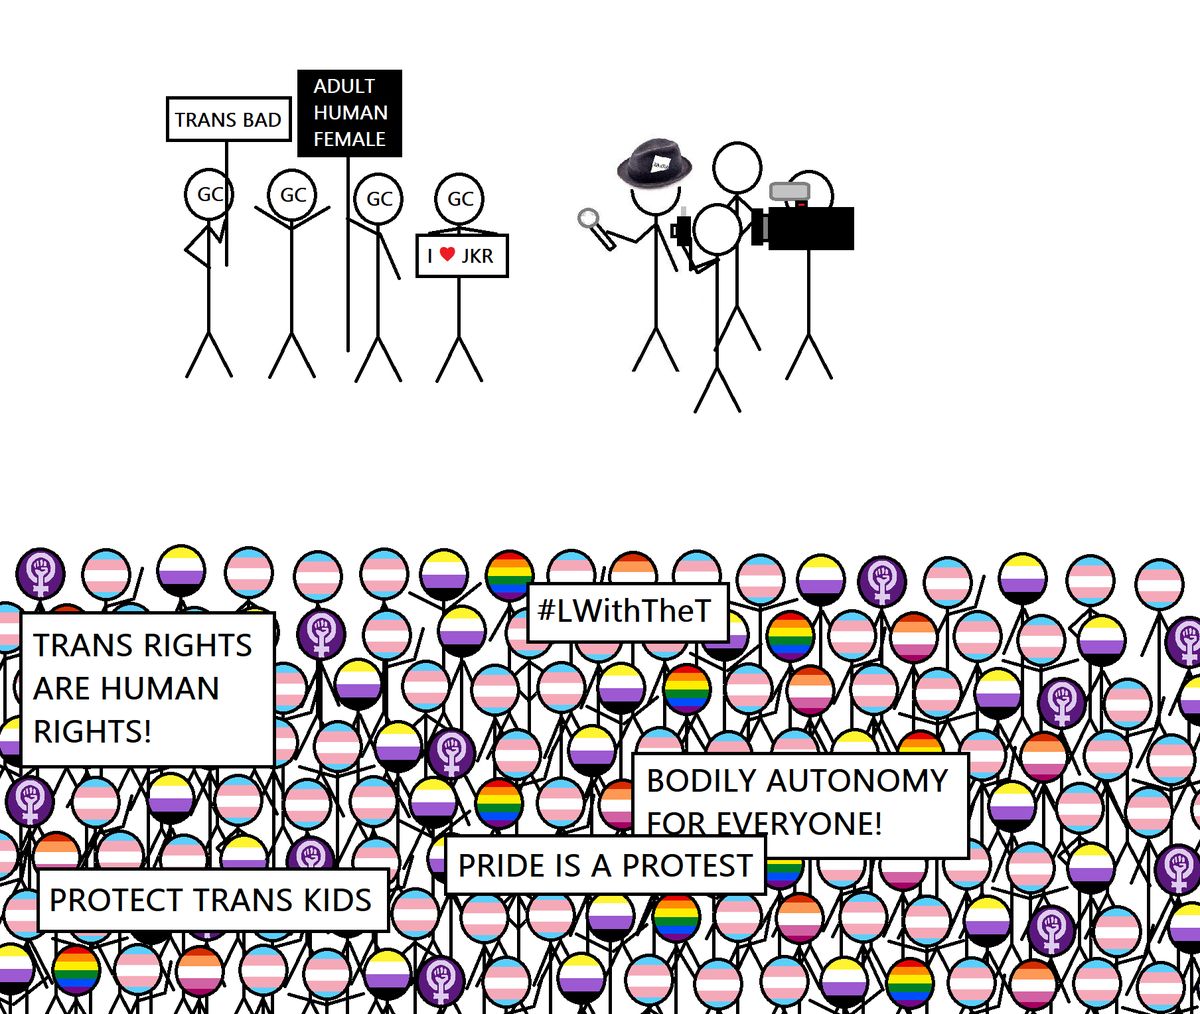 TRANS BAD
ADULT
HUMAN
FEMALE
GC
GC
GC
GC
I ❤ JKR
#LWithTheT
TRANS RIGHTS
ARE HUMAN
RIGHTS!
BODILY AUTONOMY
FOR EVERYONE!
PRIDE IS A PROTEST
PROTECT TRANS KIDS